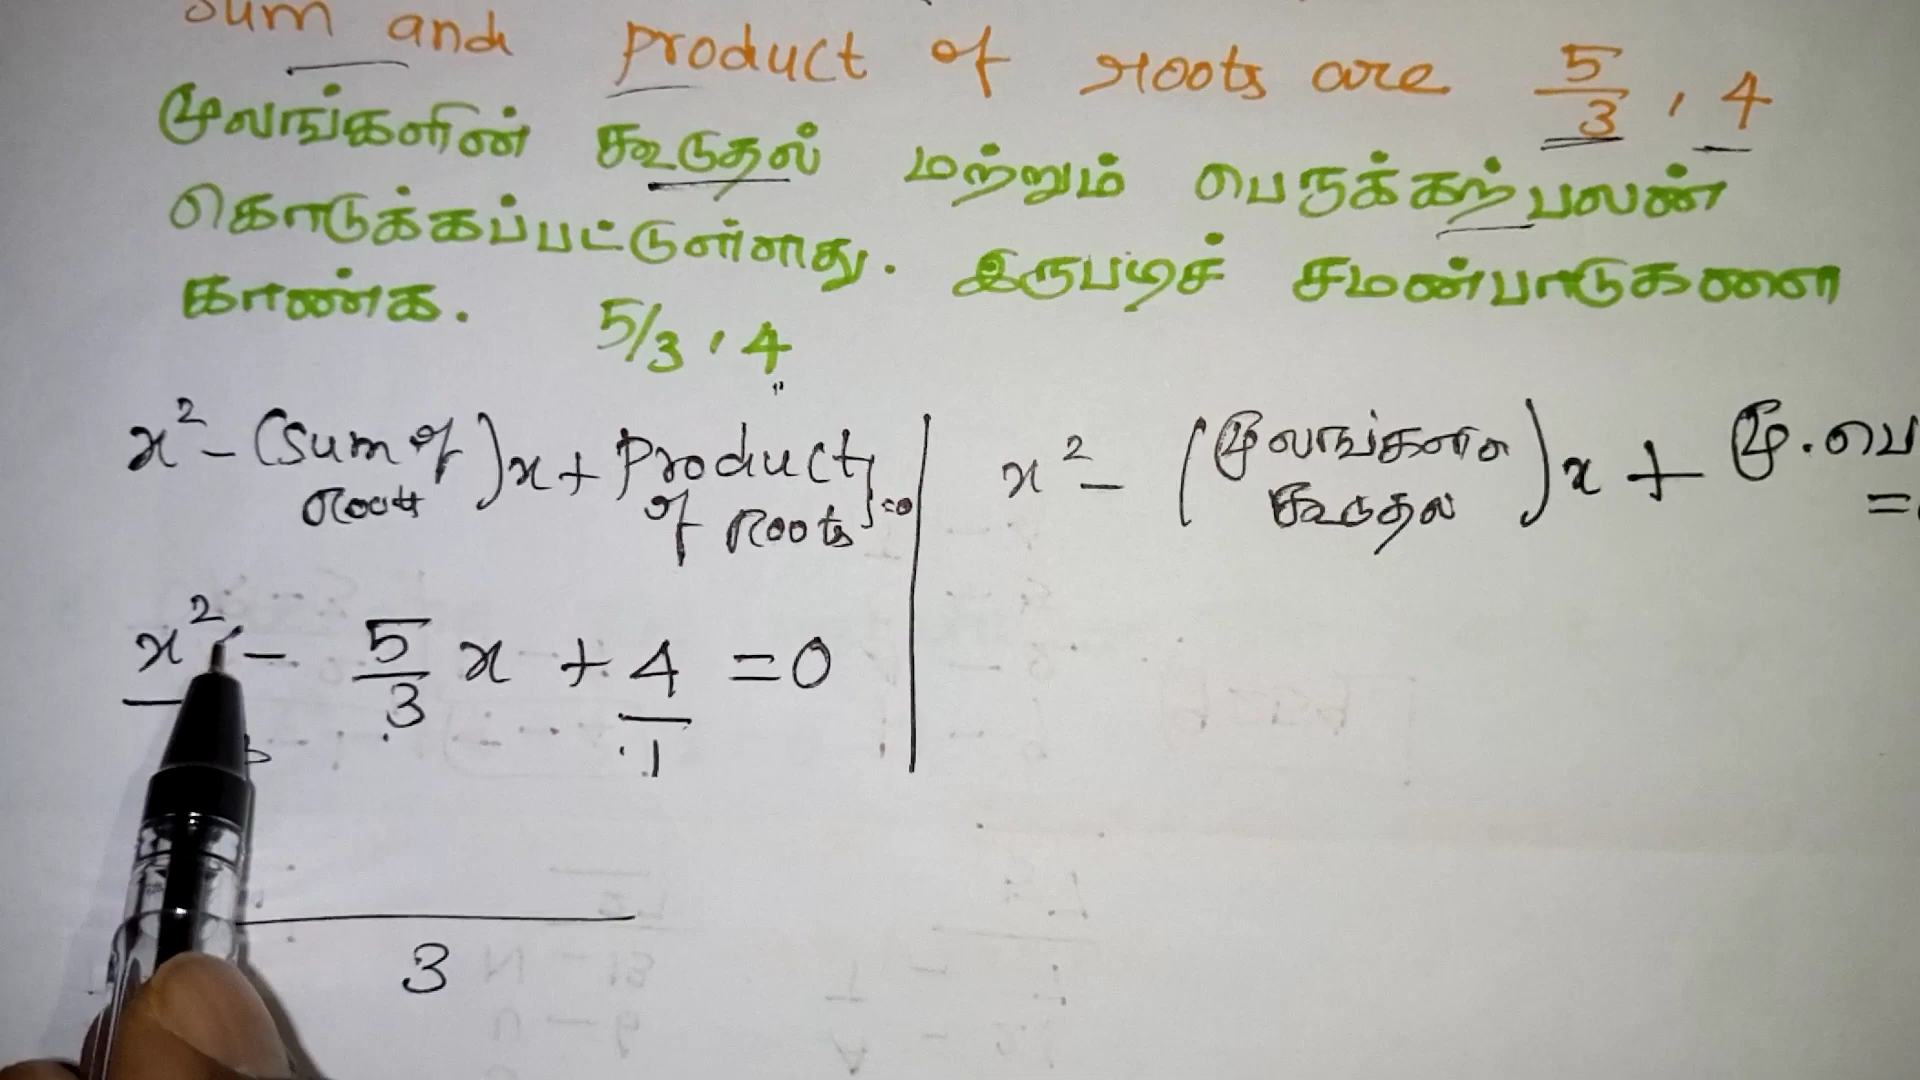 Sum and product of roots are 5/3, 4
மூலங்களின் கூடுதல் மற்றும் பெருக்கற்பலன்
கொடுக்கப்பட்டுள்ளது. இருபடிச் சமன்பாடுகளை
காண்க. 5/3, 4
x² - (Sum of Roots) x + Product of Roots = 0
x² - (மூலங்களின் கூடுதல்) x + மூ.பெ =
x² - 5/3 x + 4/1 = 0
3